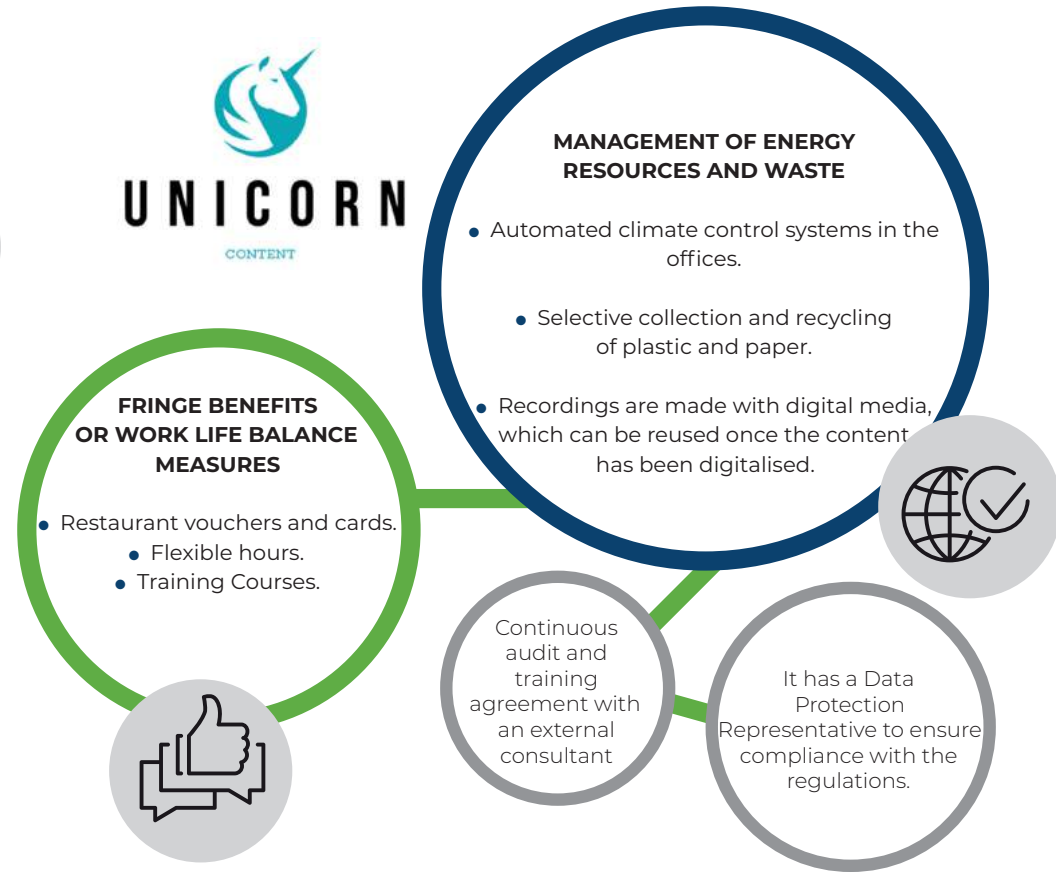 UNICORN
CONTENT
MANAGEMENT OF ENERGY
RESOURCES AND WASTE
• Automated climate control systems in the
offices.
• Selective collection and recycling
of plastic and paper.
• Recordings are made with digital media,
which can be reused once the content
has been digitalised.
FRINGE BENEFITS
OR WORK LIFE BALANCE
MEASURES
• Restaurant vouchers and cards.
• Flexible hours.
• Training Courses.
Continuous
audit and
training
agreement with
an external
consultant
It has a Data
Protection
Representative to ensure
compliance with the
regulations.